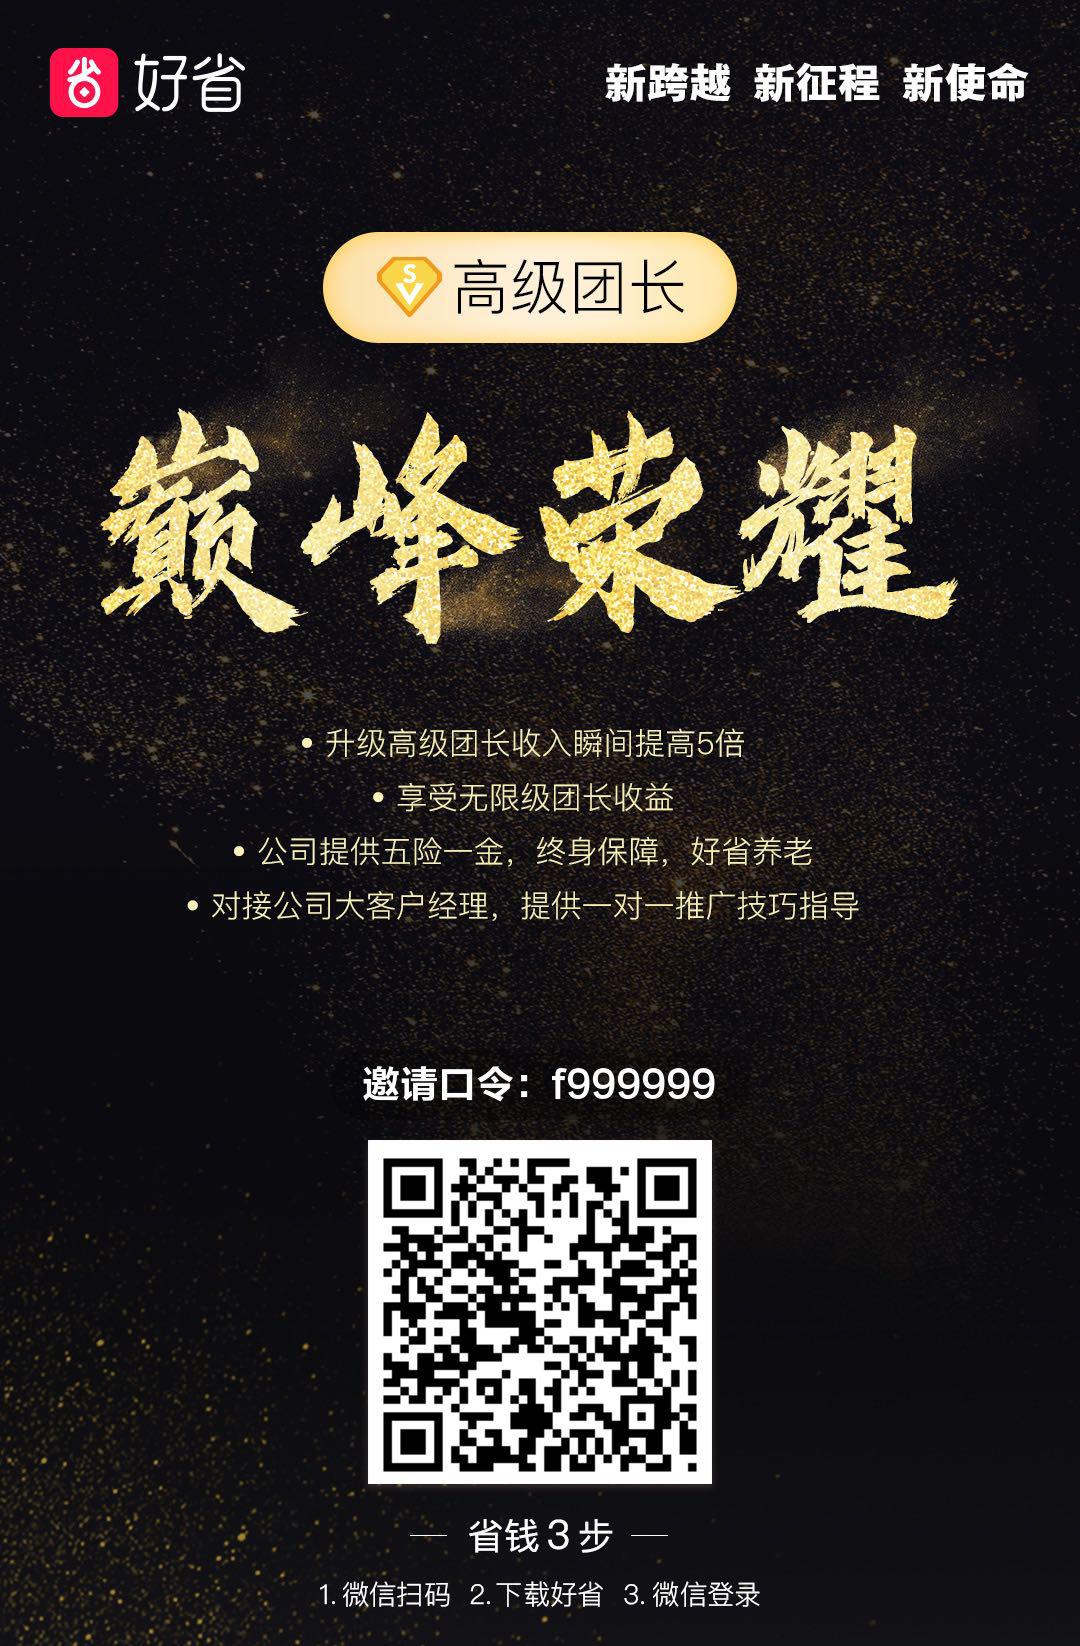 省 好省
新跨越 新征程 新使命
SV 高级团长
巅峰荣耀
• 升级高级团长收入瞬间提高5倍
• 享受无限级团长收益
• 公司提供五险一金，终身保障，好省养老
• 对接公司大客户经理，提供一对一推广技巧指导
邀请口令：f999999
省钱3步
1. 微信扫码 2. 下载好省 3. 微信登录